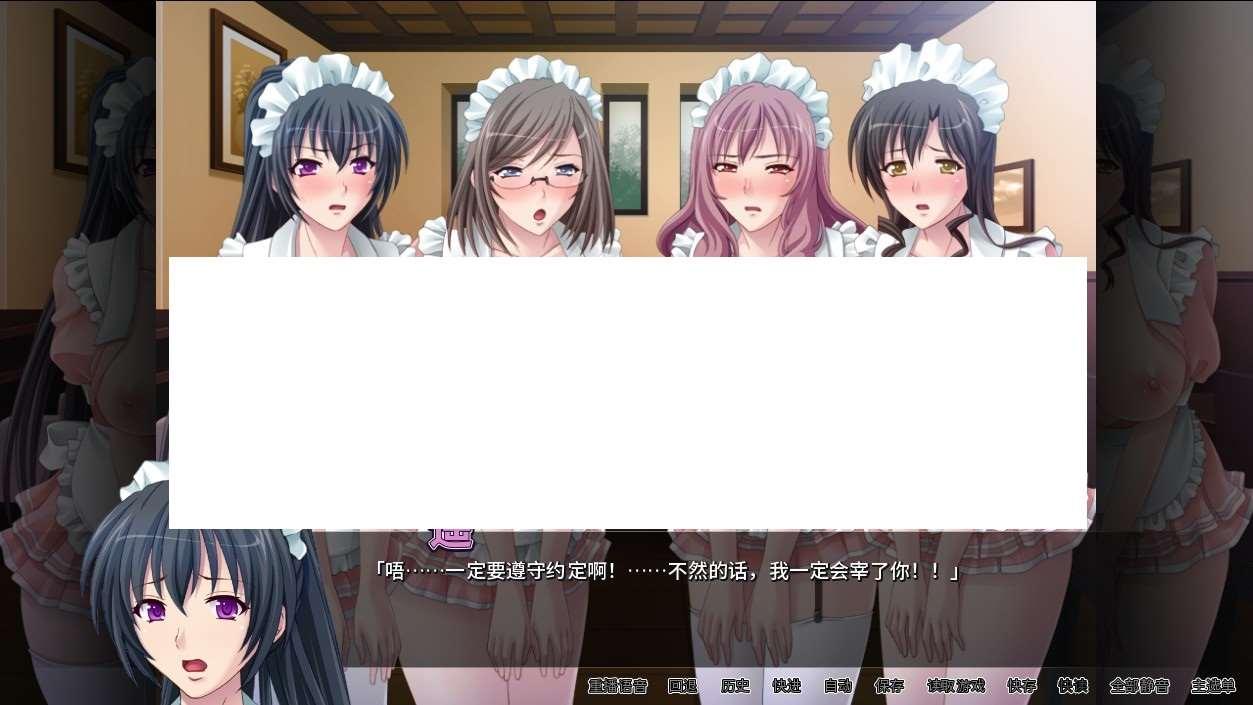 「唔……一定要遵守约定啊！……不然的话，我一定会宰了你！！」
重播语音 回退 历史 快进 自动 保存 读取游戏 快存 快读 全部静音 主选单